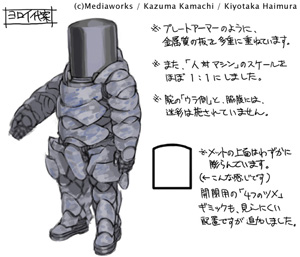 (c)Mediaworks / Kazuma Kamachi / Kiyotaka Haimura
ヨロイ代案
※ プレートアーマーのように、
金属質の板を多重に重ねています。
※ また、「人対マシン」のスケールを
ほぼ 1:1 にしました。
※ 腕の「ウラ側」と、脇腹には、
迷彩は施されていません。
※ メットの上面はわずかに
膨らんでいます。
(←こんな感じです)
開閉用の「4つのツメ」
ギミックも、見えにくい
配置ですが追加しました。